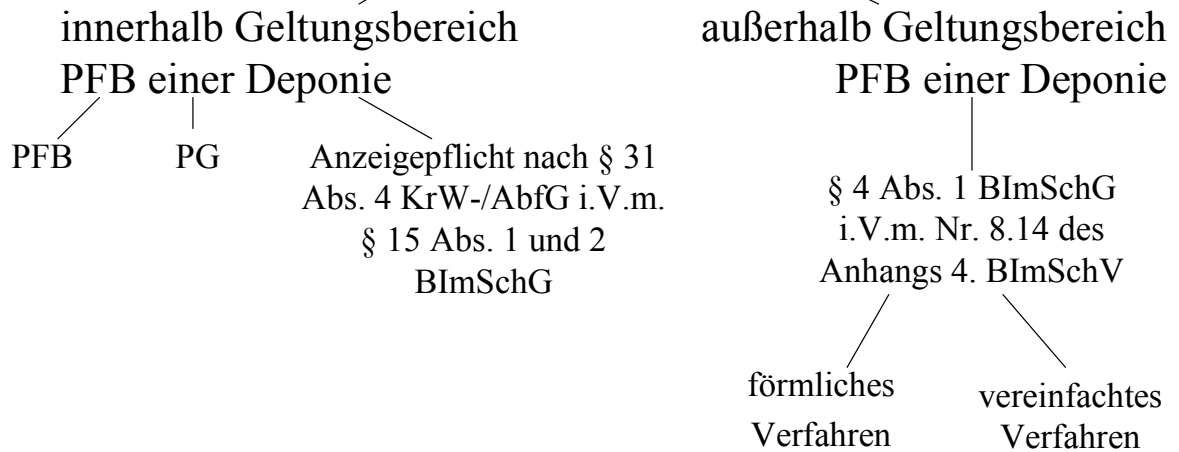 innerhalb Geltungsbereich
PFB einer Deponie
außerhalb Geltungsbereich
PFB einer Deponie
PFB
PG
Anzeigepflicht nach § 31
Abs. 4 KrW-/AbfG i.V.m.
§ 15 Abs. 1 und 2
BImSchG
§ 4 Abs. 1 BImSchG
i.V.m. Nr. 8.14 des
Anhangs 4. BImSchV
förmliches
Verfahren
vereinfachtes
Verfahren